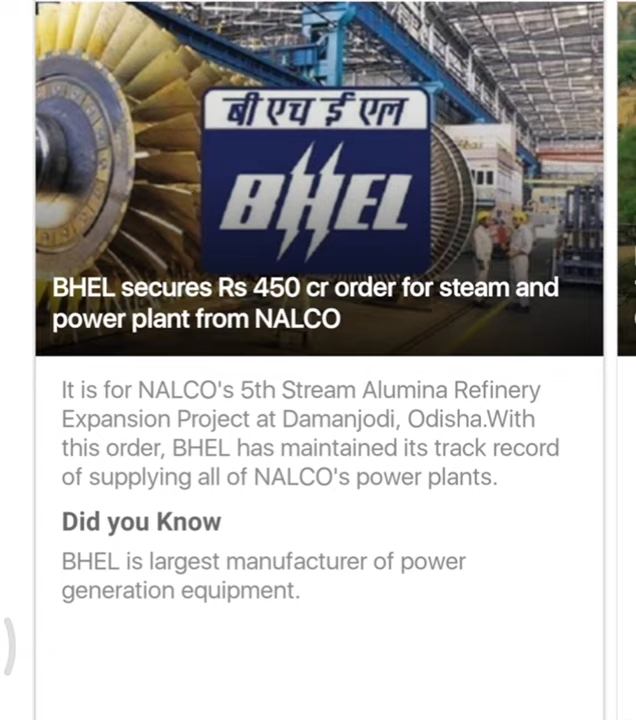 बी एच ई एल
BHEL
BHEL secures Rs 450 cr order for steam and
power plant from NALCO
It is for NALCO's 5th Stream Alumina Refinery
Expansion Project at Damanjodi, Odisha.With
this order, BHEL has maintained its track record
of supplying all of NALCO's power plants.
Did you Know
BHEL is largest manufacturer of power
generation equipment.